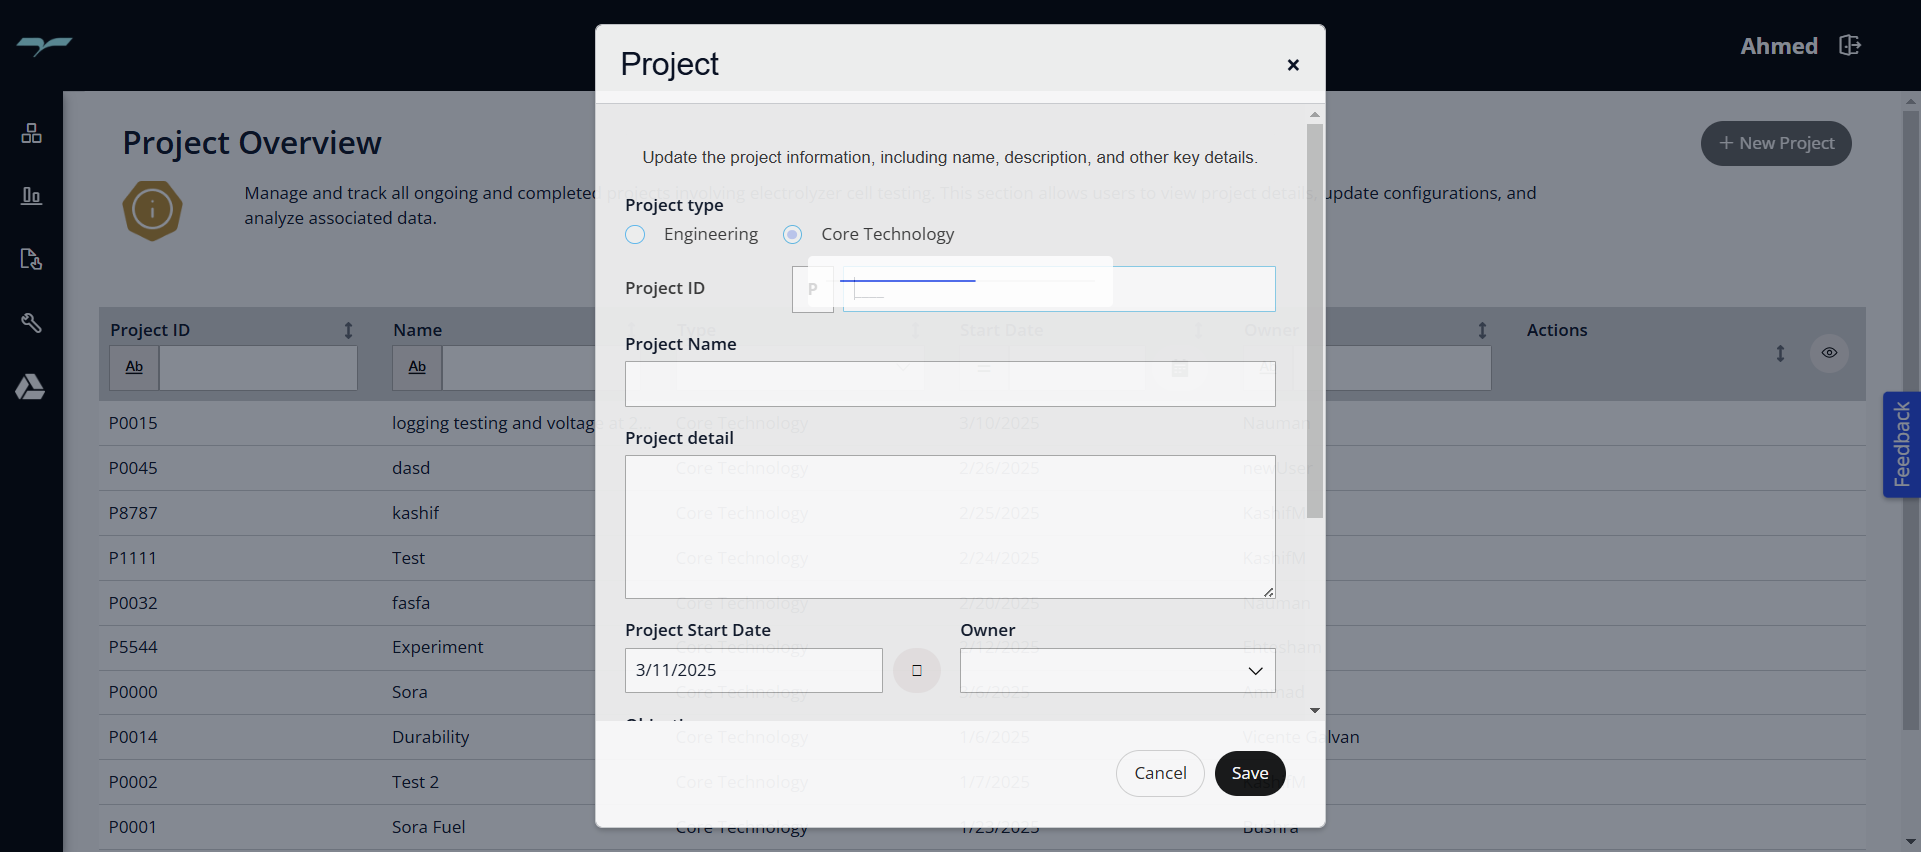 Ahmed
Project
Project Overview
+ New Project
Update the project information, including name, description, and other key details.
Manage and track all ongoing and completed projects involving electrolyzer cell testing. This section allows users to view project details, update configurations, and
analyze associated data.
Project type
Engineering
Core Technology
Project ID
P
Project ID
Name
Type
Start Date
Owner
Actions
Ab
Ab
Ab
Project Name
Project detail
P0015
logging testing and voltage at 2...
Core Technology
3/10/2025
Nauman
P0045
dasd
Core Technology
2/26/2025
newUser
P8787
kashif
Core Technology
2/25/2025
KashifM
P1111
Test
Core Technology
2/24/2025
KashifM
P0032
fasfa
Core Technology
2/20/2025
Nauman
Project Start Date
Owner
P5544
Experiment
Core Technology
2/12/2025
Ehtesham
3/11/2025
P0000
Sora
Core Technology
Ammad
P0014
Durability
Core Technology
1/6/2025
Vicente Galvan
P0002
Test 2
Core Technology
1/7/2025
KashifM
Cancel
Save
P0001
Sora Fuel
Core Technology
1/23/2025
Bushra
Feedback